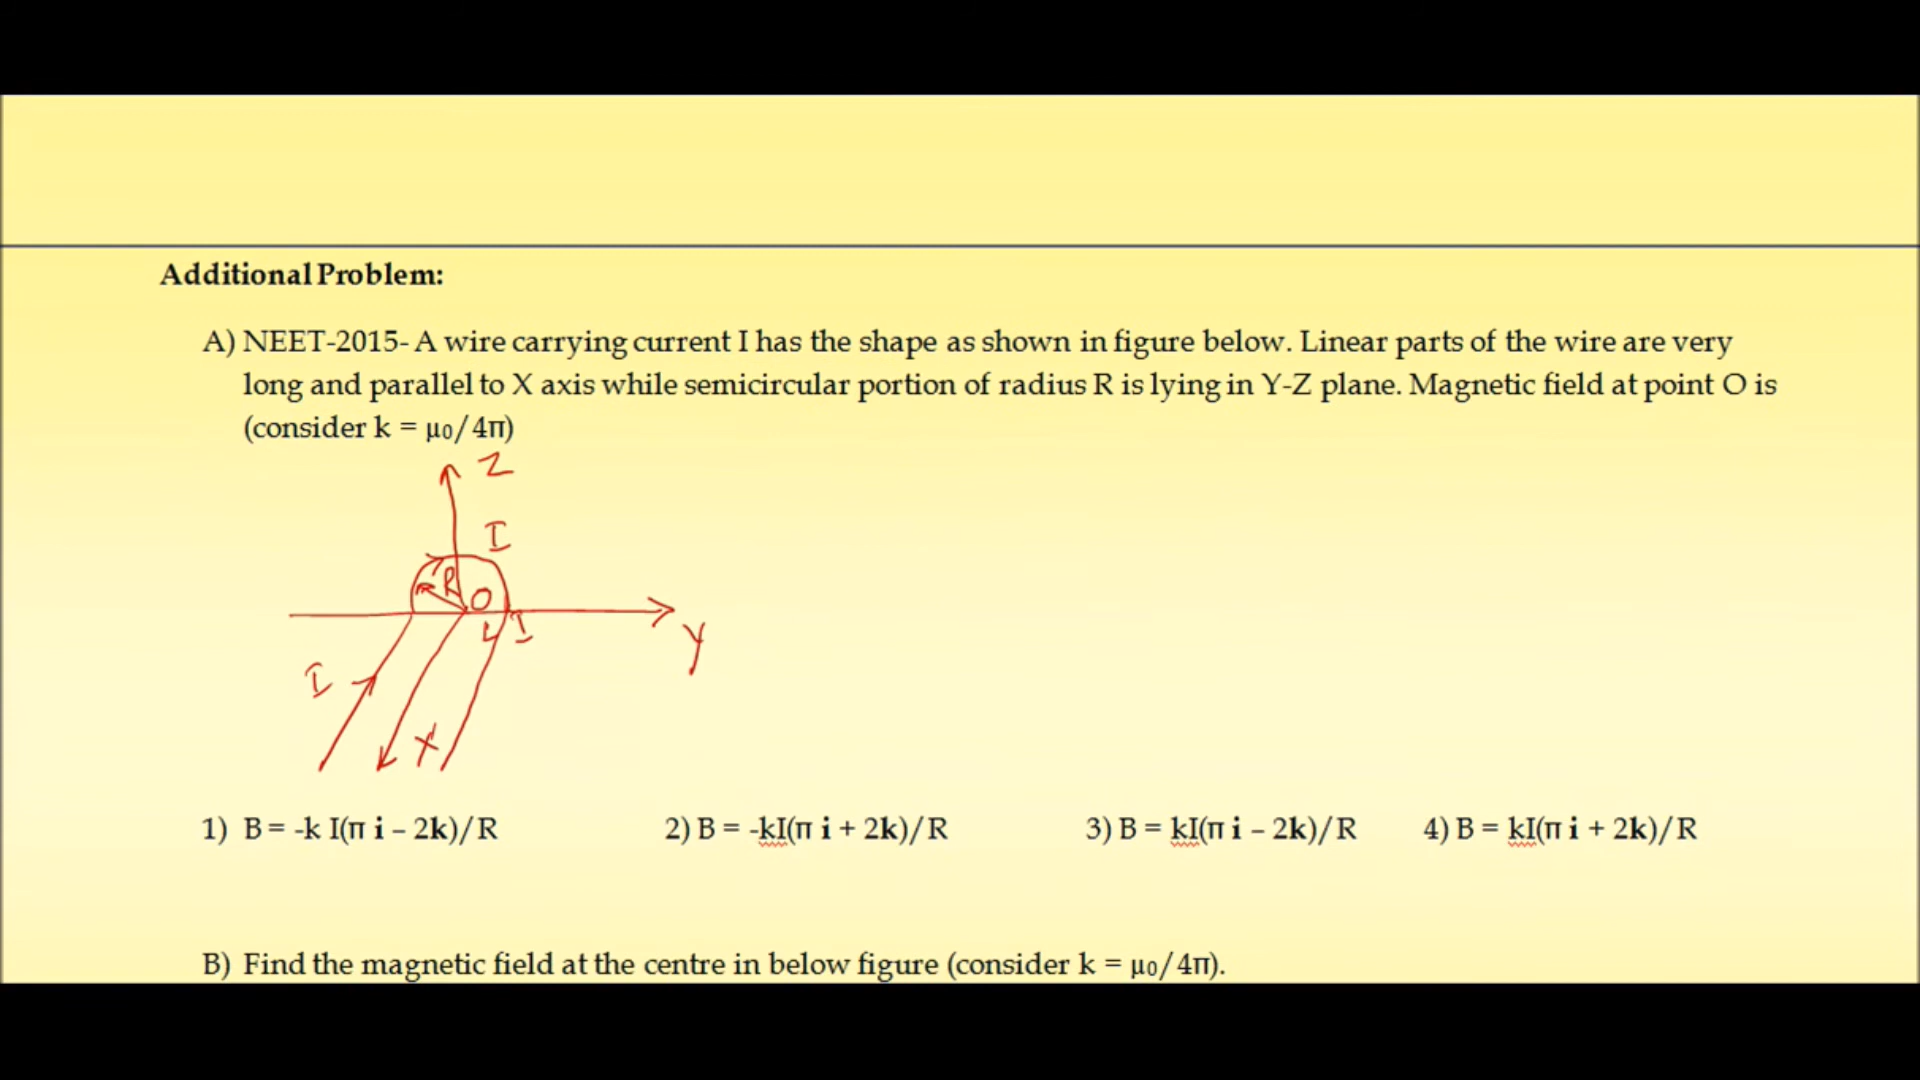 Additional Problem:
A) NEET-2015- A wire carrying current I has the shape as shown in figure below. Linear parts of the wire are very
long and parallel to X axis while semicircular portion of radius R is lying in Y-Z plane. Magnetic field at point O is
(consider k = μ₀/4π)
Z
I
R
O
I
Y
I
X
1) B = -k I(π i – 2k)/R
2) B = -kI(π i + 2k)/R
3) B = kI(π i – 2k)/R
4) B = kI(π i + 2k)/R
B) Find the magnetic field at the centre in below figure (consider k = μ₀/4π).